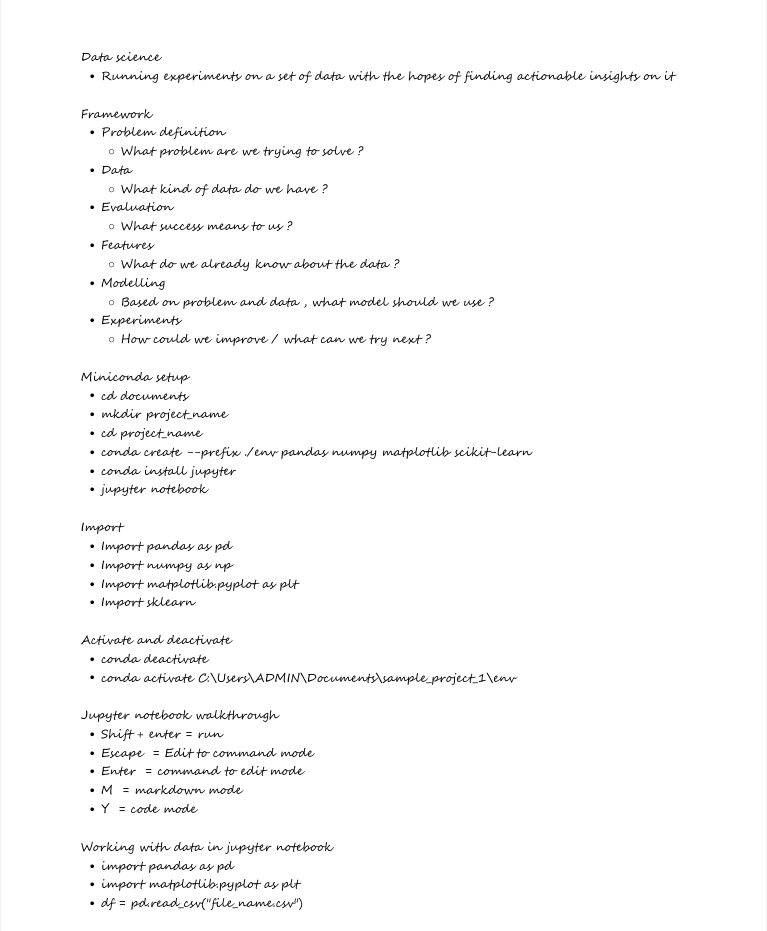 Data science
• Running experiments on a set of data with the hopes of finding actionable insights on it
Framework
• Problem definition
○ What problem are we trying to solve ?
• Data
○ What kind of data do we have ?
• Evaluation
○ What success means to us ?
• Features
○ What do we already know about the data ?
• Modelling
○ Based on problem and data , what model should we use ?
• Experiments
○ How could we improve / what can we try next ?
Miniconda setup
• cd documents
• mkdir project_name
• cd project_name
• conda create --prefix ./env pandas numpy matplotlib scikit-learn
• conda install jupyter
• jupyter notebook
Import
• Import pandas as pd
• Import numpy as np
• Import matplotlib.pyplot as plt
• Import sklearn
Activate and deactivate
• conda deactivate
• conda activate C:\Users\ADMIN\Documents\sample_project_1\env
Jupyter notebook walkthrough
• Shift + enter = run
• Escape = Edit to command mode
• Enter = command to edit mode
• M = markdown mode
• Y = code mode
Working with data in jupyter notebook
• import pandas as pd
• import matplotlib.pyplot as plt
• df = pd.read_csv("file_name.csv")